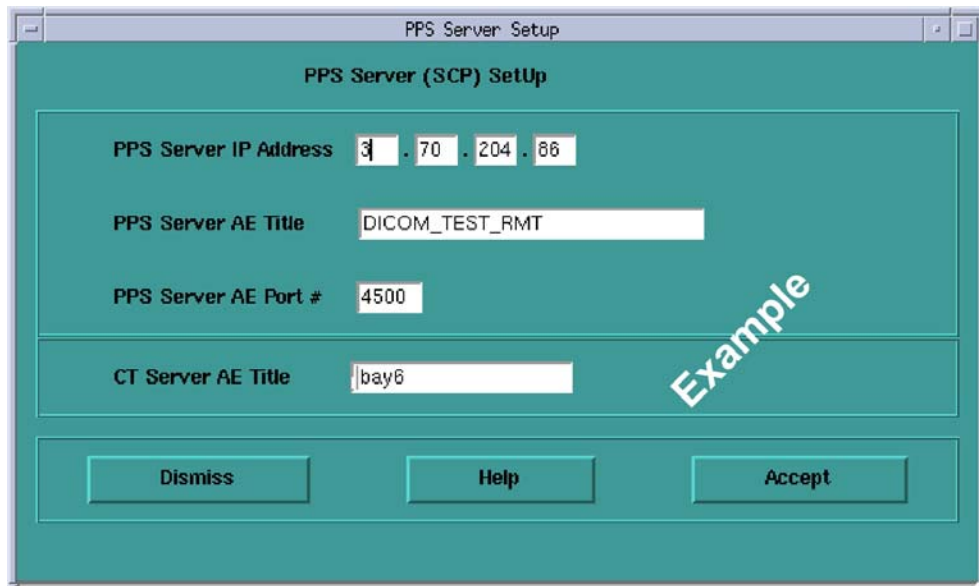 PPS Server Setup
PPS Server (SCP) SetUp
PPS Server IP Address 3 . 70 . 204 . 86
PPS Server AE Title DICOM_TEST_RMT
PPS Server AE Port # 4500
CT Server AE Title bay6
Example
Dismiss Help Accept